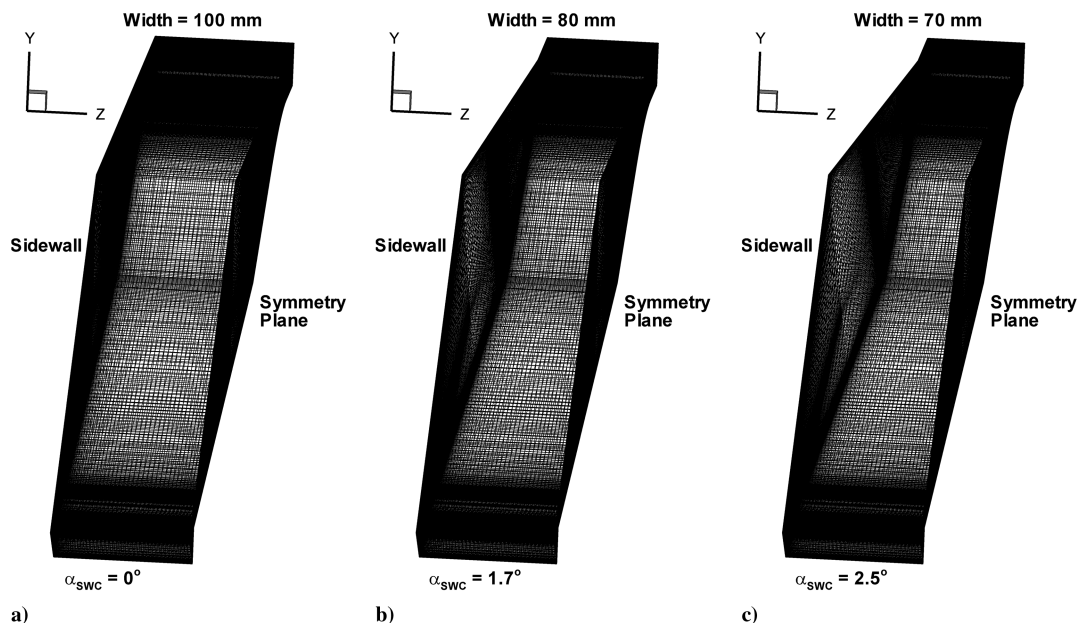 Width = 100 mm
Width = 80 mm
Width = 70 mm
Y
Z
Y
Z
Y
Z
Sidewall
Symmetry
Plane
Sidewall
Symmetry
Plane
Sidewall
Symmetry
Plane
αSWC = 0°
αSWC = 1.7°
αSWC = 2.5°
a)
b)
c)